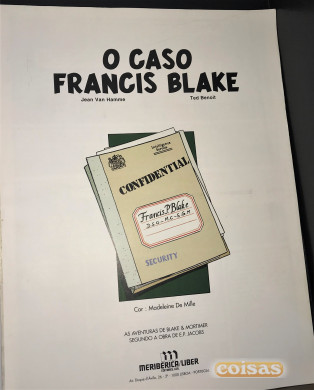 O CASO
FRANCIS BLAKE
Jean Van Hamme Ted Benoit
CONFIDENTIAL
Francis P. Blake
D S O - M C - C G M
SECURITY
Cor : Madeleine De Mille
AS AVENTURAS DE BLAKE & MORTIMER
SEGUNDO A OBRA DE E.P. JACOBS
MERIBÉRICA/LIBER
coisas